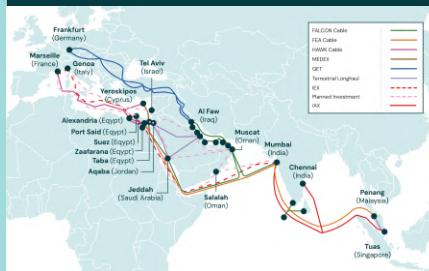 Frankfurt
(Germany)
Marseille
(France)
Genoa
(Italy)
Tel Aviv
(Israel)
Yeroskipos
(Cyprus)
Alexandria (Egypt)
Port Said (Egypt)
Suez (Egypt)
Zaafarana (Egypt)
Taba (Egypt)
Aqaba (Jordan)
Jeddah
(Saudi Arabia)
Al Faw
(Iraq)
Muscat
(Oman)
Salalah
(Oman)
Mumbai
(India)
Chennai
(India)
Penang
(Malaysia)
Tuas
(Singapore)
FALCON Cable
FEA Cable
HAWK Cable
MEDEX
GET
Terrestrial Longhaul
IEX
Planned Investment
IAX